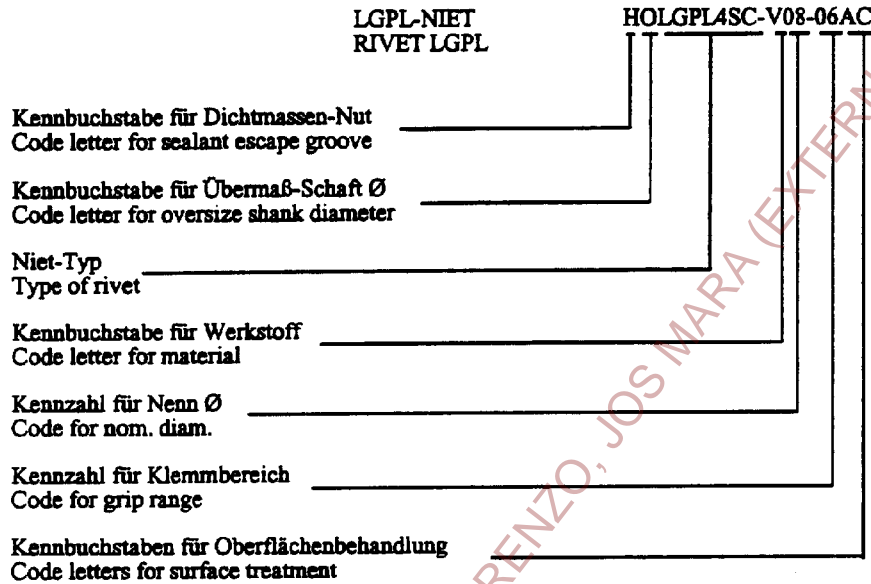 LGPL-NIET HOLGPL4SC-V08-06AC
RIVET LGPL
Kennbuchstabe für Dichtmassen-Nut
Code letter for sealant escape groove
Kennbuchstabe für Übermaß-Schaft Ø
Code letter for oversize shank diameter
Niet-Typ
Type of rivet
Kennbuchstabe für Werkstoff
Code letter for material
Kennzahl für Nenn Ø
Code for nom. diam.
Kennzahl für Klemmbereich
Code for grip range
Kennbuchstaben für Oberflächenbehandlung
Code letters for surface treatment
RENZO, JOS MARA (EXTERN